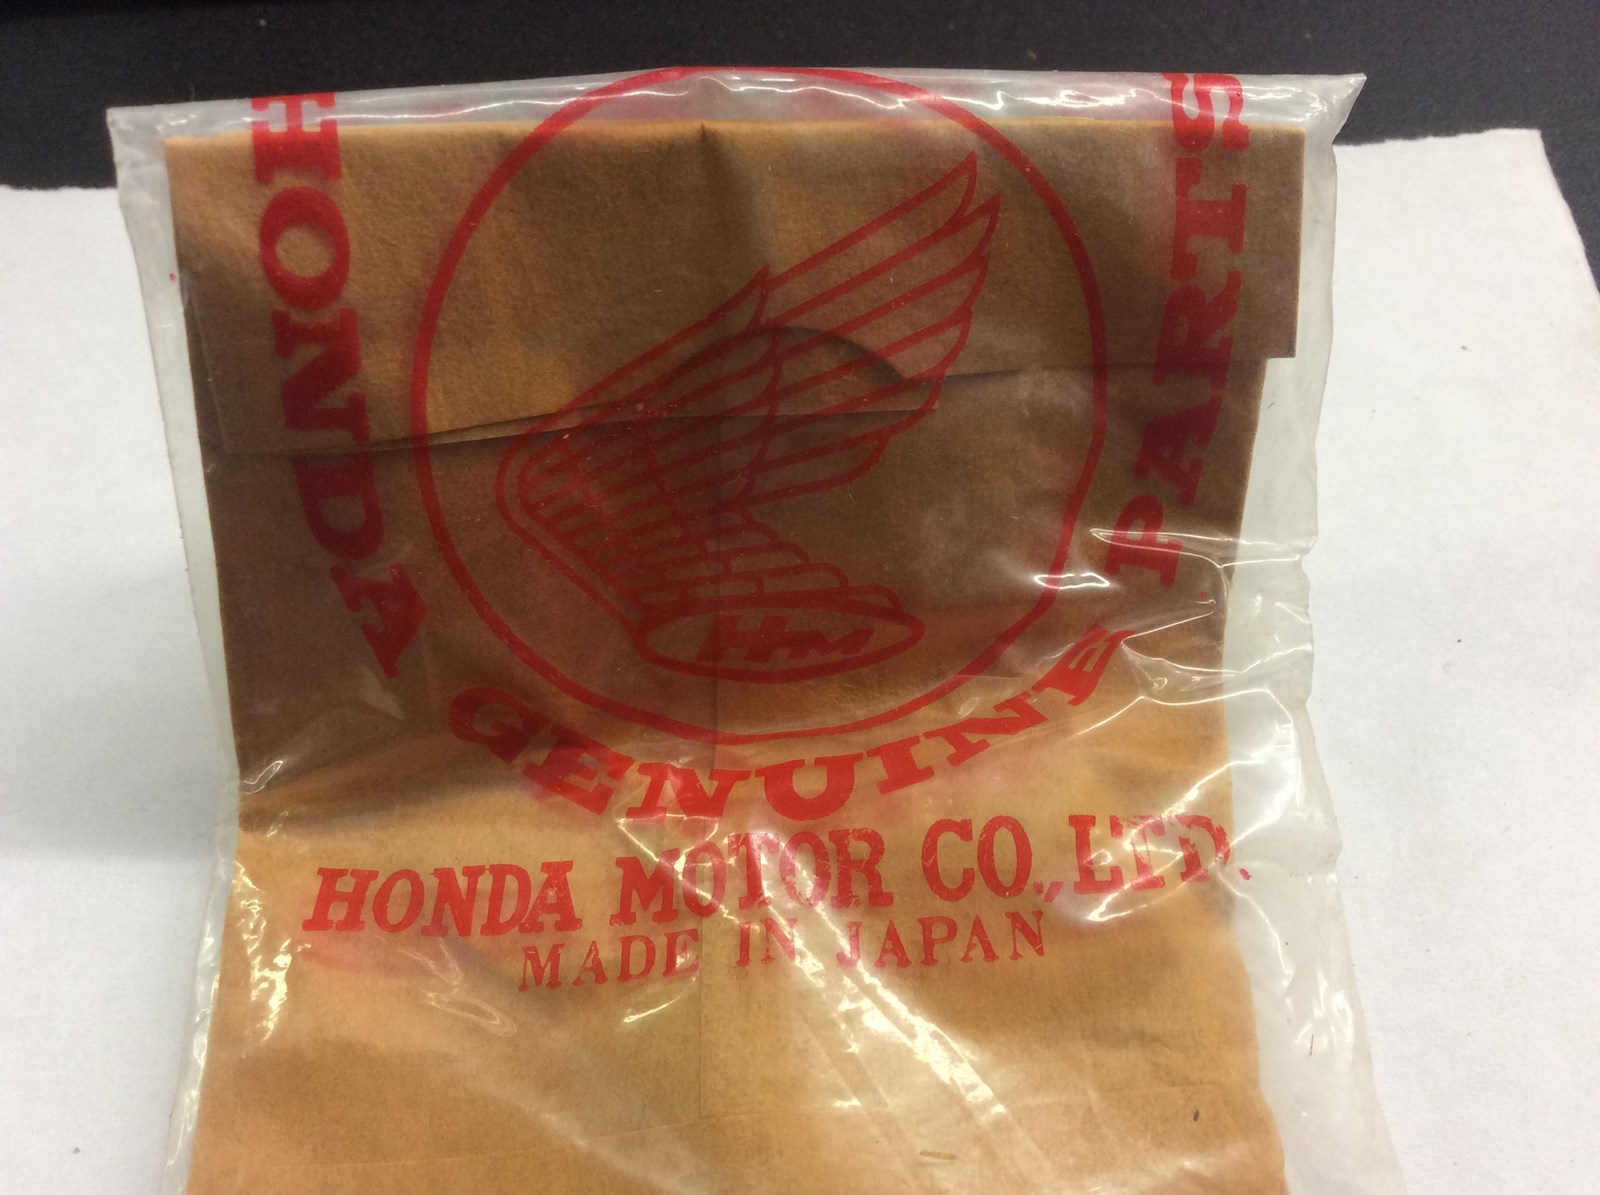 HONDA GENUINE PARTS
HM
HONDA MOTOR CO., LTD.
MADE IN JAPAN